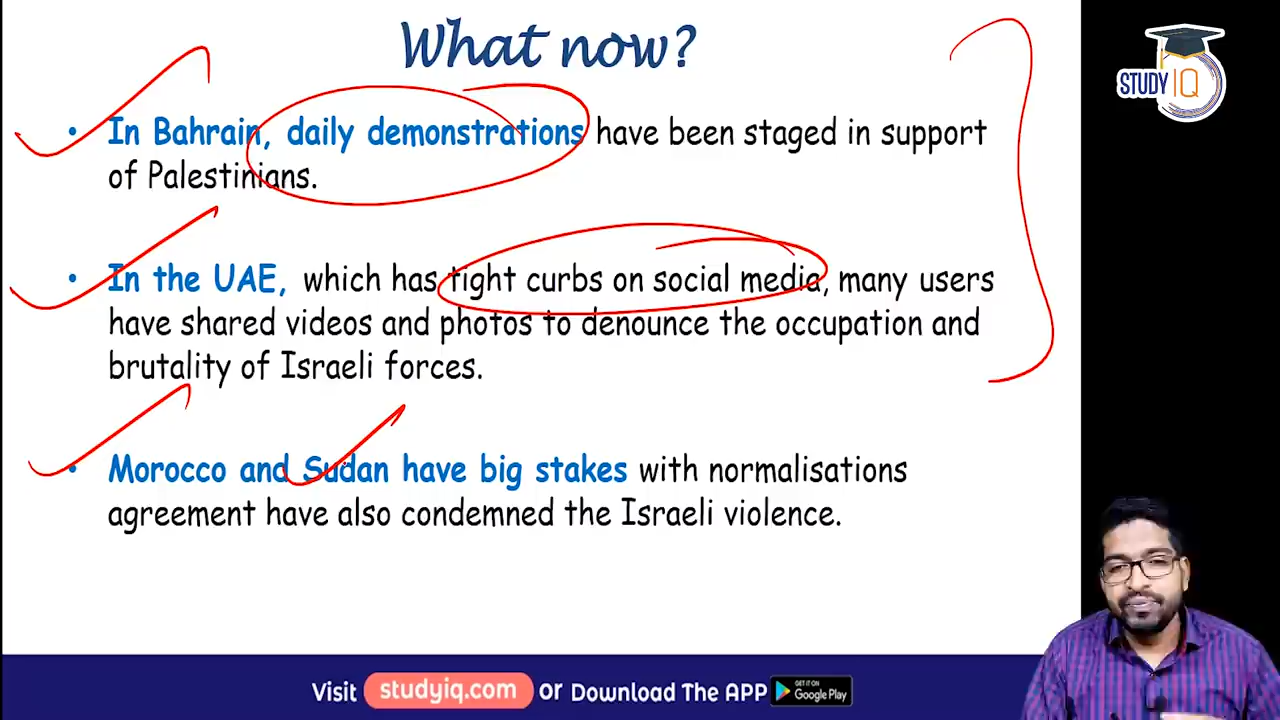 What now?
STUDY IQ
• In Bahrain, daily demonstrations have been staged in support
of Palestinians.
• In the UAE, which has tight curbs on social media, many users
have shared videos and photos to denounce the occupation and
brutality of Israeli forces.
• Morocco and Sudan have big stakes with normalisations
agreement have also condemned the Israeli violence.
Visit studyiq.com or Download The APP GET IT ON Google Play